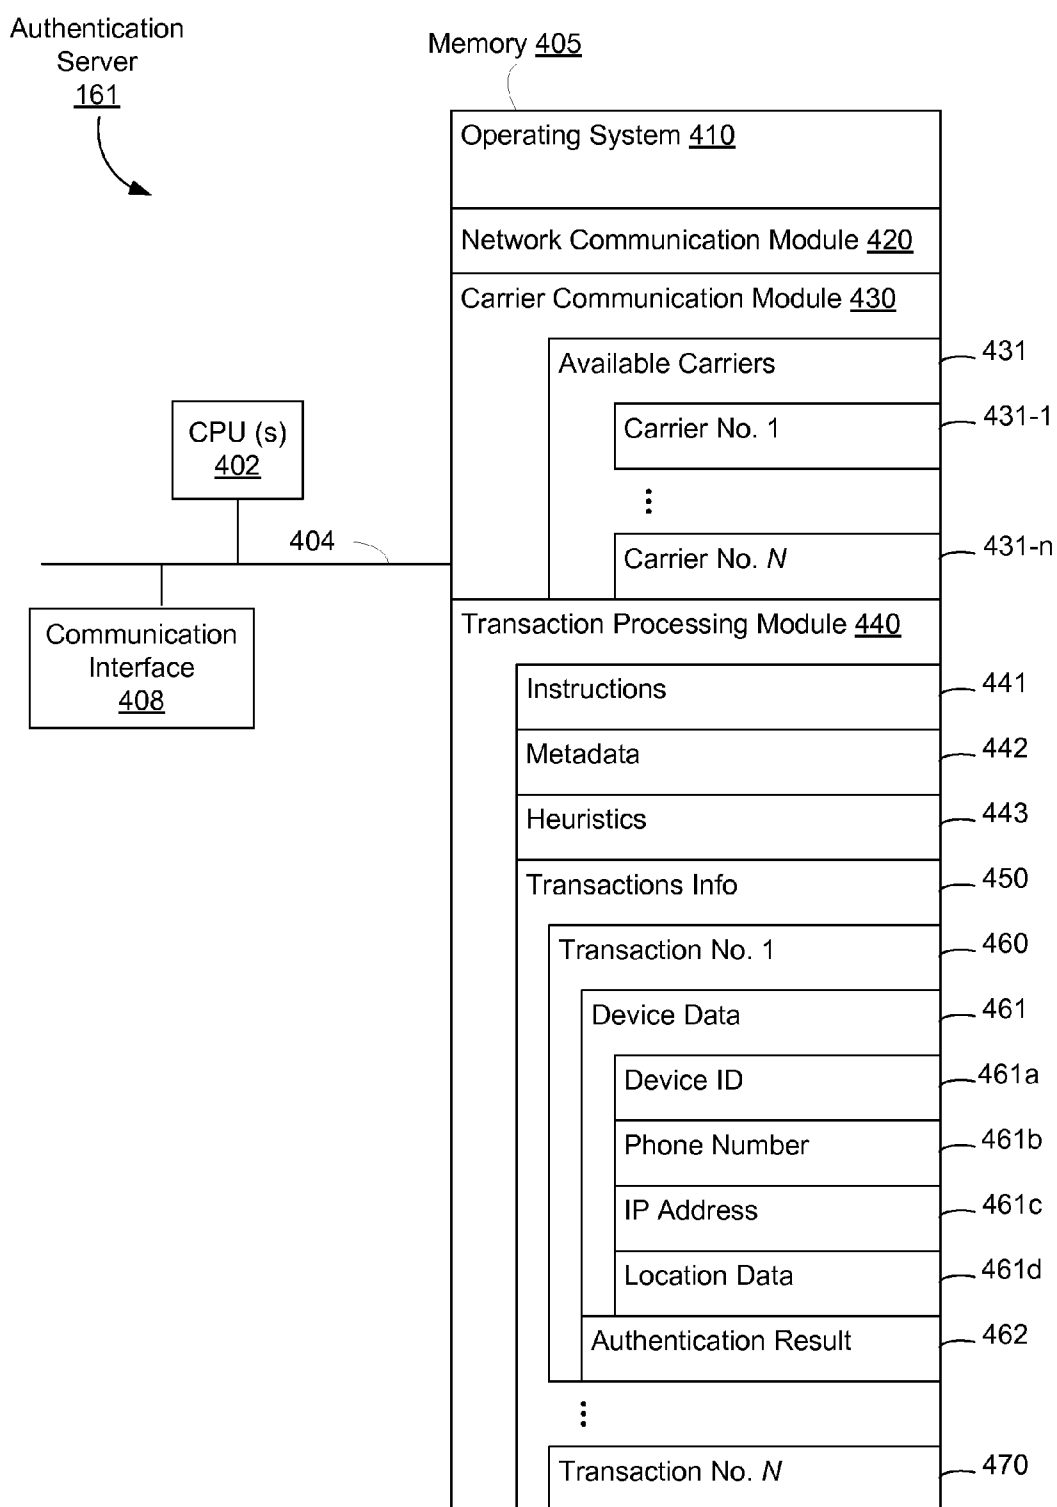 Authentication
Server
161
Memory 405
Operating System 410
Network Communication Module 420
Carrier Communication Module 430
Available Carriers
431
Carrier No. 1
431-1
⋮
Carrier No. N
431-n
CPU (s)
402
404
Communication
Interface
408
Transaction Processing Module 440
Instructions
441
Metadata
442
Heuristics
443
Transactions Info
450
Transaction No. 1
460
Device Data
461
Device ID
461a
Phone Number
461b
IP Address
461c
Location Data
461d
Authentication Result
462
⋮
Transaction No. N
470